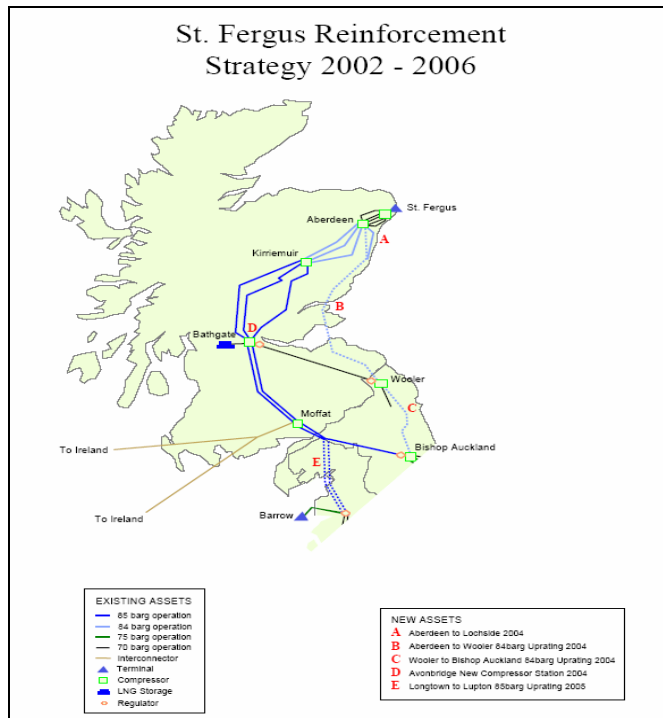 St. Fergus Reinforcement
Strategy 2002 - 2006
St. Fergus
Aberdeen
A
Kirriemuir
B
D
Bathgate
Wooler
C
Moffat
Bishop Auckland
To Ireland
E
To Ireland
Barrow
EXISTING ASSETS
85 barg operation
84 barg operation
75 barg operation
70 barg operation
Interconnector
Terminal
Compressor
LNG Storage
Regulator
NEW ASSETS
A Aberdeen to Lochside 2004
B Aberdeen to Wooler 84barg Uprating 2004
C Wooler to Bishop Auckland 84barg Uprating 2004
D Avonbridge New Compressor Station 2004
E Longtown to Lupton 85barg Uprating 2005